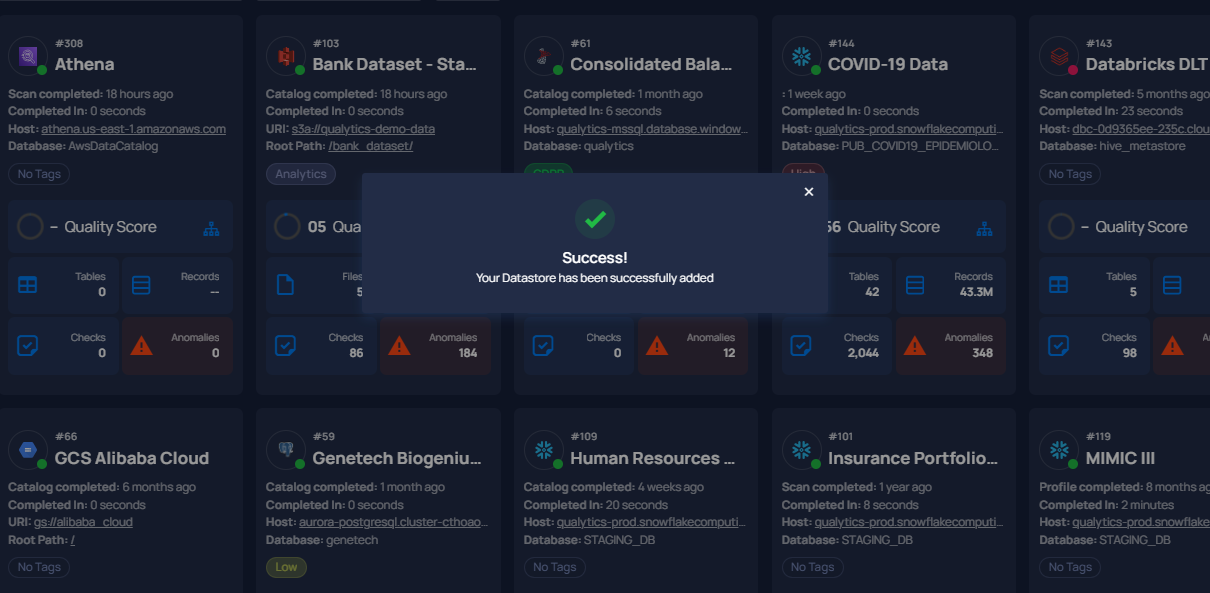 #308
Athena
Scan completed: 18 hours ago
Completed In: 0 seconds
Host: athena.us-east-1.amazonaws.com
Database: AwsDataCatalog
No Tags
– Quality Score
Tables
0
Records
--
Checks
0
Anomalies
0
#103
Bank Dataset - Sta...
Catalog completed: 18 hours ago
Completed In: 0 seconds
URI: s3a://qualytics-demo-data
Root Path: /bank_dataset/
Analytics
05 Qua
Files
5
Checks
86
Anomalies
184
#61
Consolidated Bala...
Catalog completed: 1 month ago
Completed In: 6 seconds
Host: qualytics-mssql.database.window...
Database: qualytics
GDPR
Checks
0
Anomalies
12
#144
COVID-19 Data
: 1 week ago
Completed In: 0 seconds
Host: qualytics-prod.snowflakecomputi...
Database: PUB_COVID19_EPIDEMIOLO...
High
56 Quality Score
Tables
42
Records
43.3M
Checks
2,044
Anomalies
348
#143
Databricks DLT
Scan completed: 5 months ago
Completed In: 23 seconds
Host: dbc-0d9365ee-235c.clou
Database: hive_metastore
No Tags
– Quality Score
Tables
5
Checks
98
Success!
Your Datastore has been successfully added
#66
GCS Alibaba Cloud
Catalog completed: 6 months ago
Completed In: 0 seconds
URI: gs://alibaba_cloud
Root Path: /
No Tags
#59
Genetech Biogeniu...
Catalog completed: 1 month ago
Completed In: 0 seconds
Host: aurora-postgresql.cluster-cthoao...
Database: genetech
Low
#109
Human Resources ...
Catalog completed: 4 weeks ago
Completed In: 20 seconds
Host: qualytics-prod.snowflakecomputi...
Database: STAGING_DB
No Tags
#101
Insurance Portfolio...
Scan completed: 1 year ago
Completed In: 8 seconds
Host: qualytics-prod.snowflakecomputi...
Database: STAGING_DB
No Tags
#119
MIMIC III
Profile completed: 8 months ag
Completed In: 2 minutes
Host: qualytics-prod.snowflake
Database: STAGING_DB
No Tags